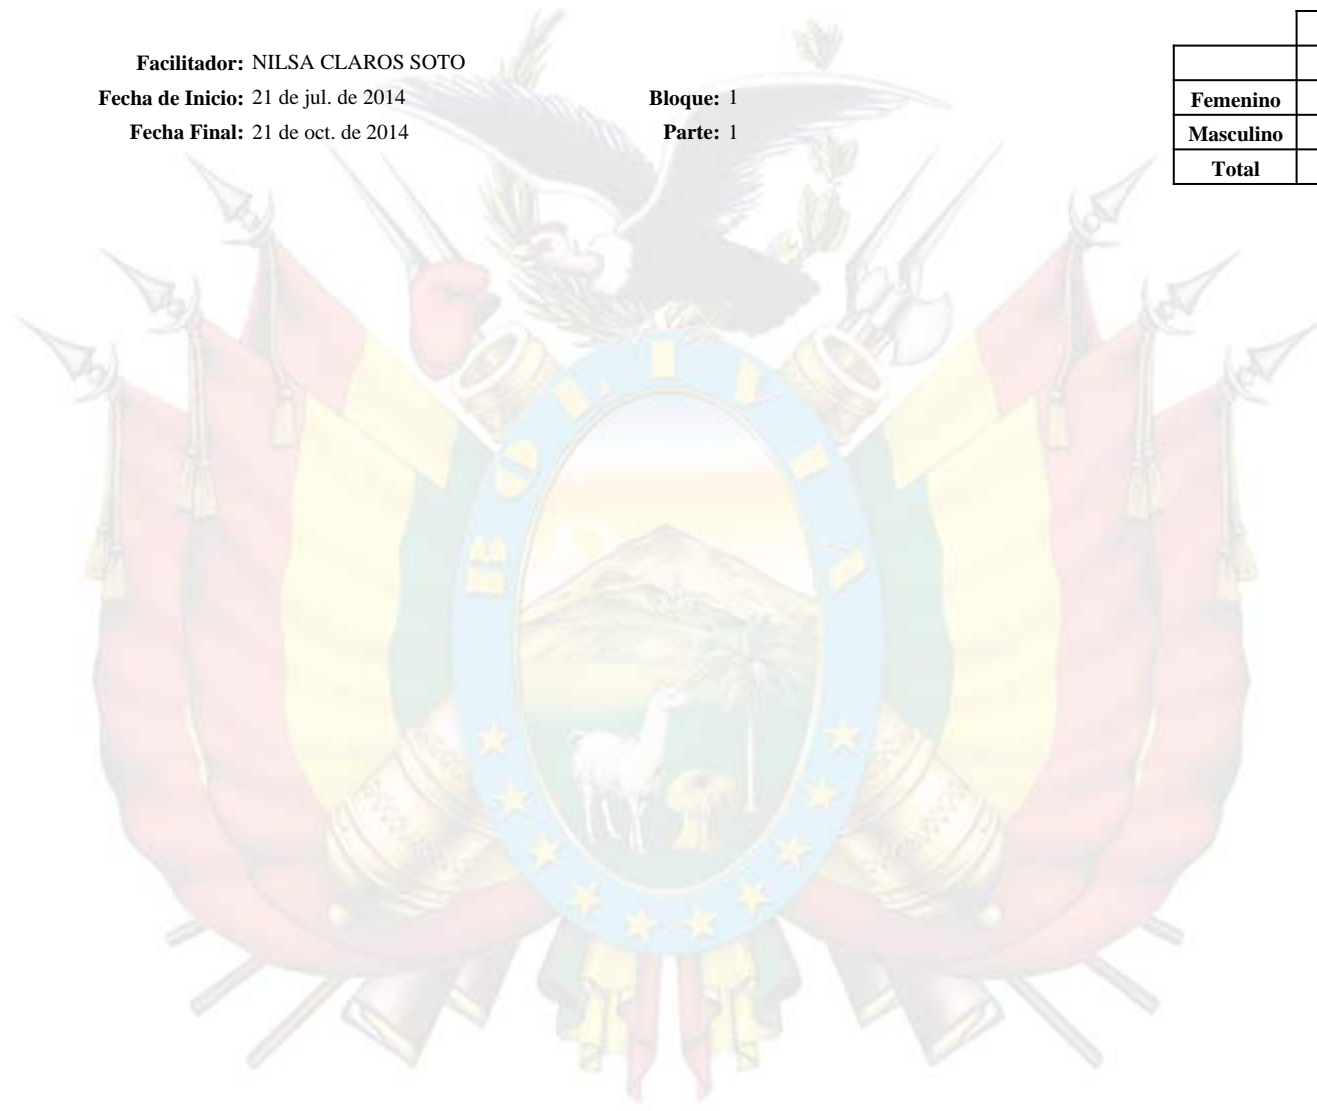 Facilitador: NILSA CLAROS SOTO
Fecha de Inicio: 21 de jul. de 2014 Bloque: 1
Fecha Final: 21 de oct. de 2014 Parte: 1
Femenino
Masculino
Total
BOLIVIA